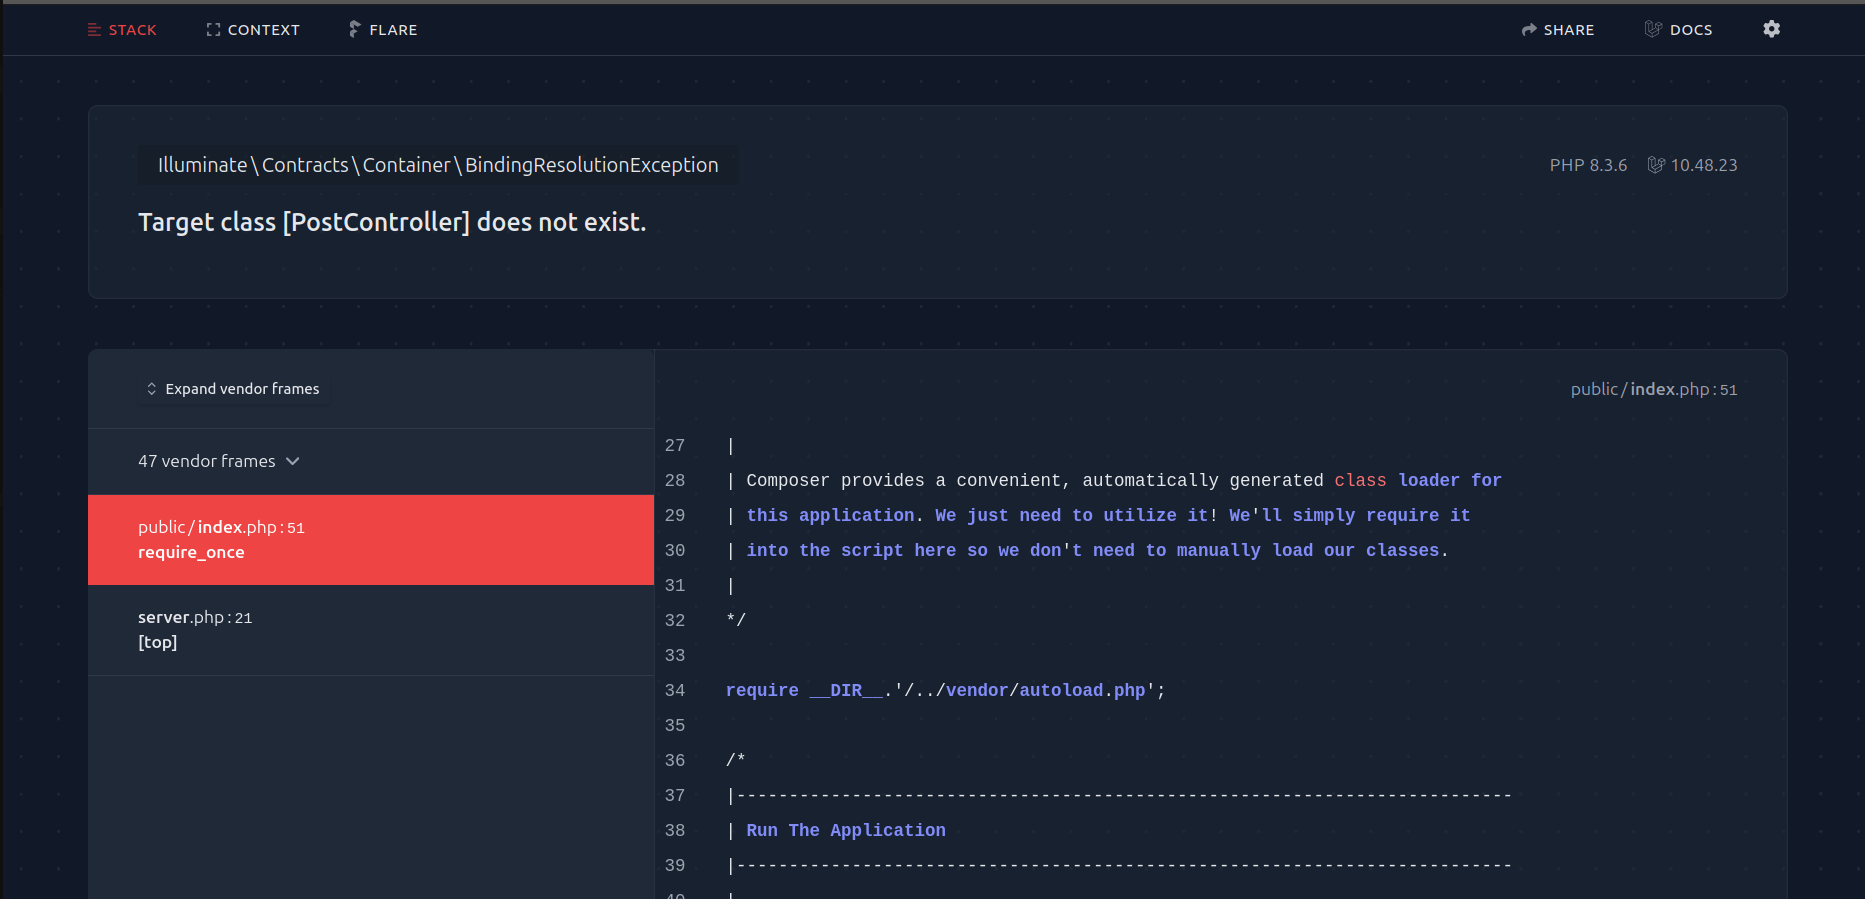 STACK CONTEXT FLARE SHARE DOCS
Illuminate\Contracts\Container\BindingResolutionException
PHP 8.3.6 10.48.23
Target class [PostController] does not exist.
Expand vendor frames
47 vendor frames
public/index.php:51
require_once
server.php:21
[top]
public/index.php:51
27 |
28 | Composer provides a convenient, automatically generated class loader for
29 | this application. We just need to utilize it! We'll simply require it
30 | into the script here so we don't need to manually load our classes.
31 |
32 */
33
34 require __DIR__.'/../vendor/autoload.php';
35
36 /*
37 |--------------------------------------------------------------------------
38 | Run The Application
39 |--------------------------------------------------------------------------
40 |